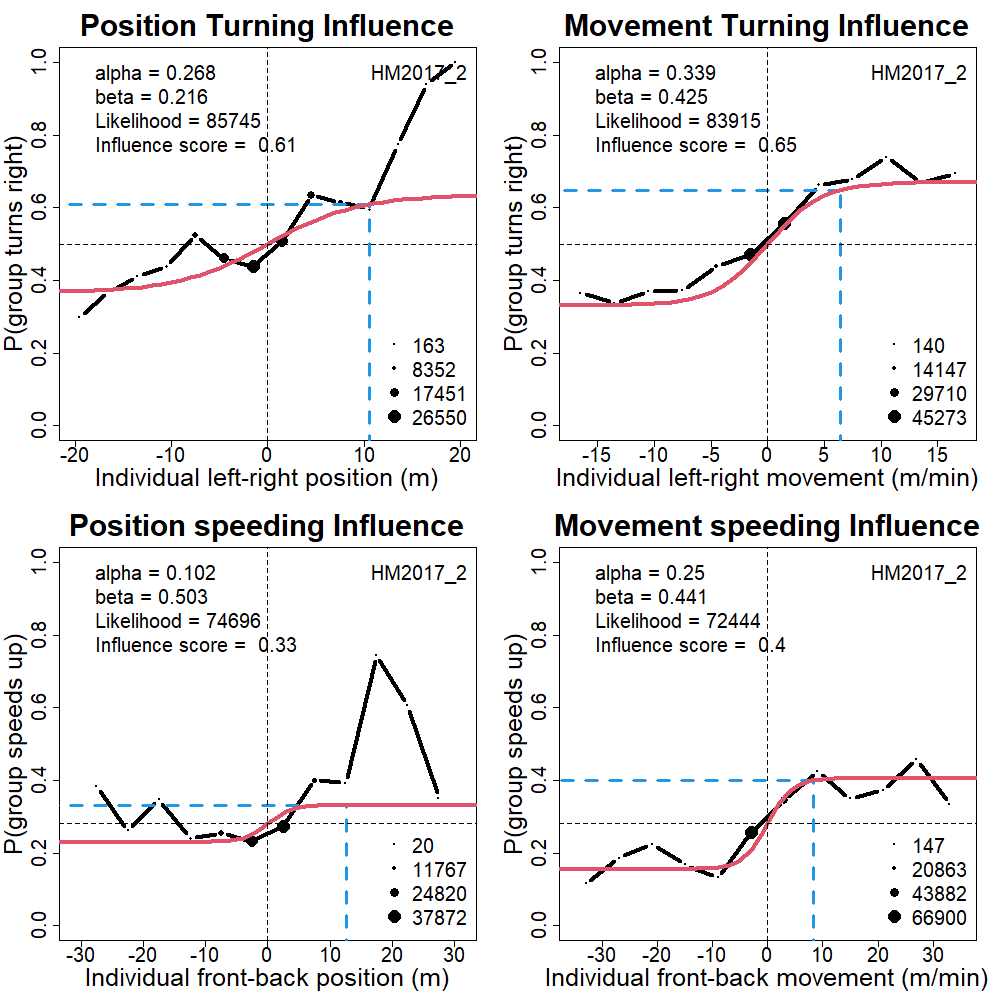 Position Turning Influence
alpha = 0.268
HM2017_2
beta = 0.216
Likelihood = 85745
Influence score = 0.61
P(group turns right)
0.0
0.2
0.4
0.6
0.8
1.0
163
8352
17451
26550
-20
-10
0
10
20
Individual left-right position (m)
Movement Turning Influence
alpha = 0.339
HM2017_2
beta = 0.425
Likelihood = 83915
Influence score = 0.65
P(group turns right)
0.0
0.2
0.4
0.6
0.8
1.0
140
14147
29710
45273
-15
-10
-5
0
5
10
15
Individual left-right movement (m/min)
Position speeding Influence
alpha = 0.102
HM2017_2
beta = 0.503
Likelihood = 74696
Influence score = 0.33
P(group speeds up)
0.0
0.2
0.4
0.6
0.8
1.0
20
11767
24820
37872
-30
-20
-10
0
10
20
30
Individual front-back position (m)
Movement speeding Influence
alpha = 0.25
HM2017_2
beta = 0.441
Likelihood = 72444
Influence score = 0.4
P(group speeds up)
0.0
0.2
0.4
0.6
0.8
1.0
147
20863
43882
66900
-30
-20
-10
0
10
20
30
Individual front-back movement (m/min)